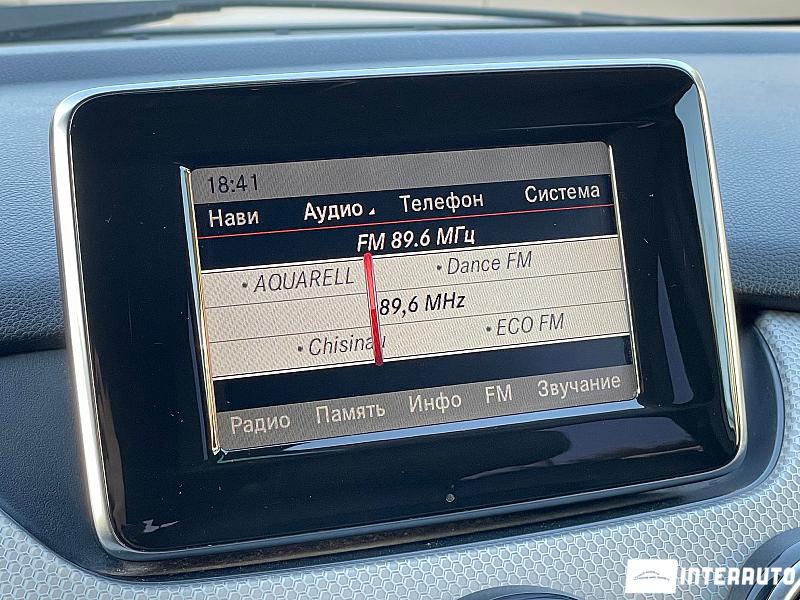 18:41
Нави Аудио Телефон Система
FM 89.6 МГц
• AQUARELL • Dance FM
89,6 MHz
• Chisinau • ECO FM
Радио Память Инфо FM Звучание
INTERAUTO